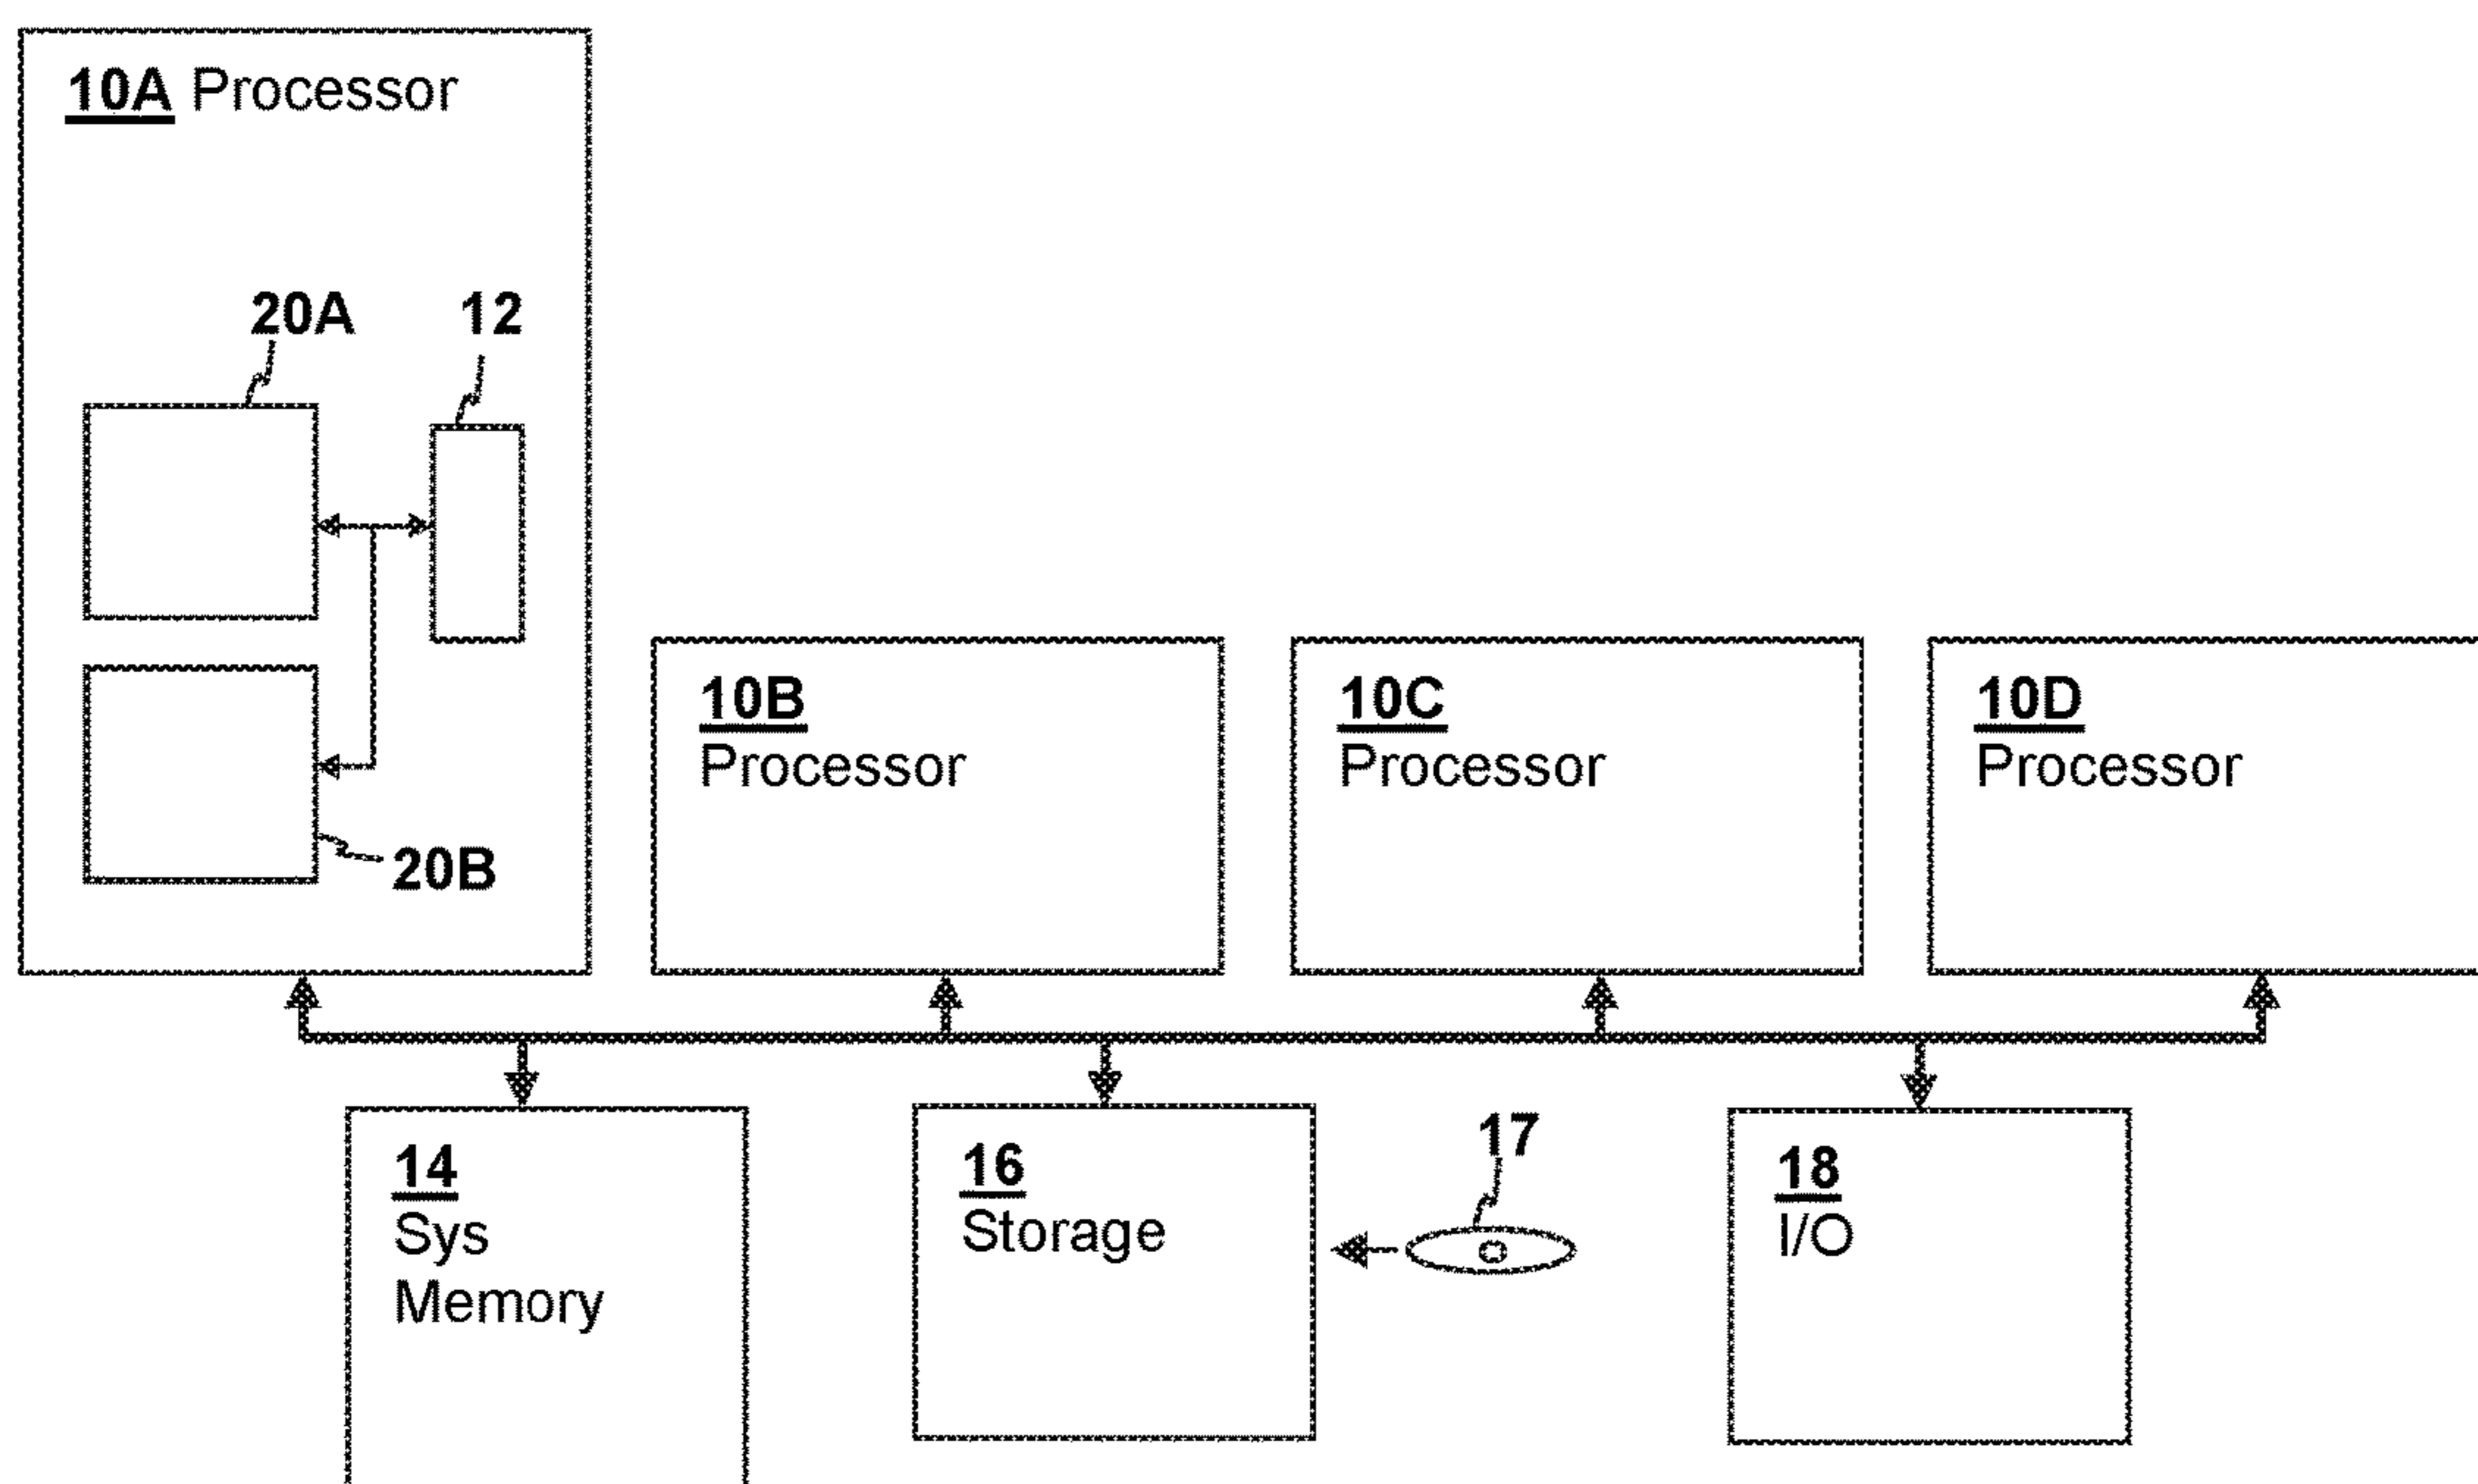 10A Processor
20A
12
20B
10B
Processor
10C
Processor
10D
Processor
14
Sys
Memory
16
Storage
17
18
I/O